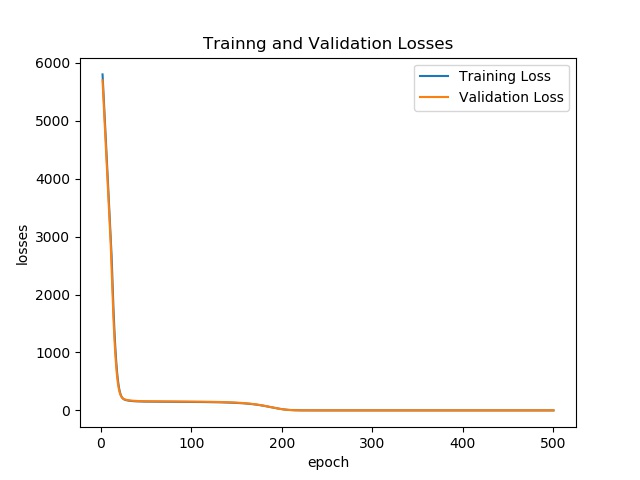 Trainng and Validation Losses
6000
5000
4000
3000
2000
1000
0
losses
Training Loss
Validation Loss
0 100 200 300 400 500
epoch